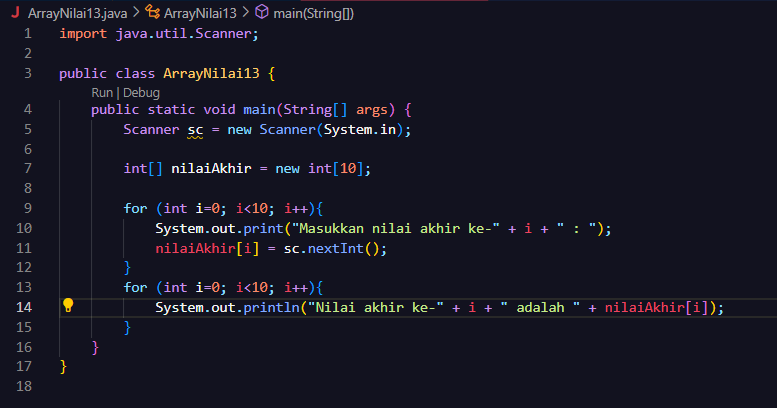 J ArrayNilai13.java > ArrayNilai13 > main(String[])
1 import java.util.Scanner;
2
3 public class ArrayNilai13 {
Run | Debug
4 public static void main(String[] args) {
5 Scanner sc = new Scanner(System.in);
6
7 int[] nilaiAkhir = new int[10];
8
9 for (int i=0; i<10; i++){
10 System.out.print("Masukkan nilai akhir ke-" + i + " : ");
11 nilaiAkhir[i] = sc.nextInt();
12 }
13 for (int i=0; i<10; i++){
14 System.out.println("Nilai akhir ke-" + i + " adalah " + nilaiAkhir[i]);
15 }
16 }
17 }
18